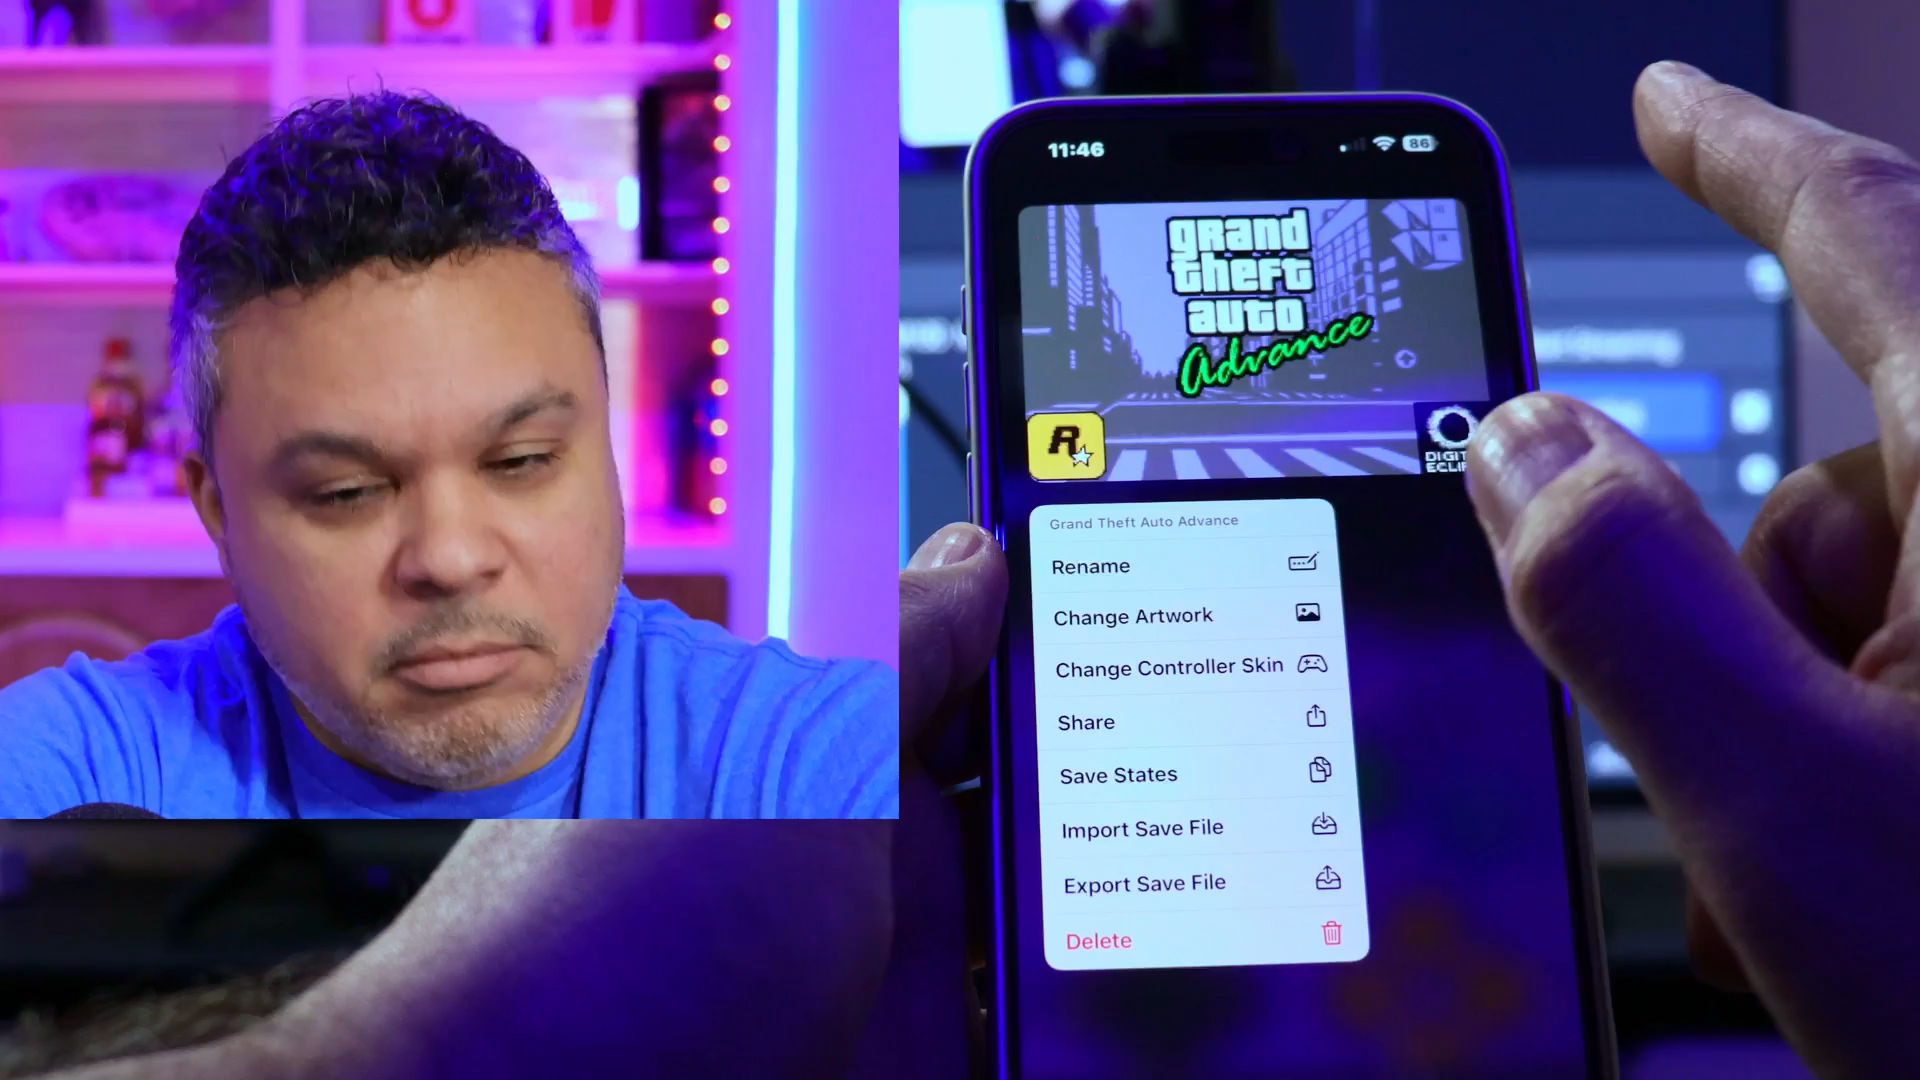 11:46
86
grand
theft
auto
Advance
R
Grand Theft Auto Advance
Rename
Change Artwork
Change Controller Skin
Share
Save States
Import Save File
Export Save File
Delete